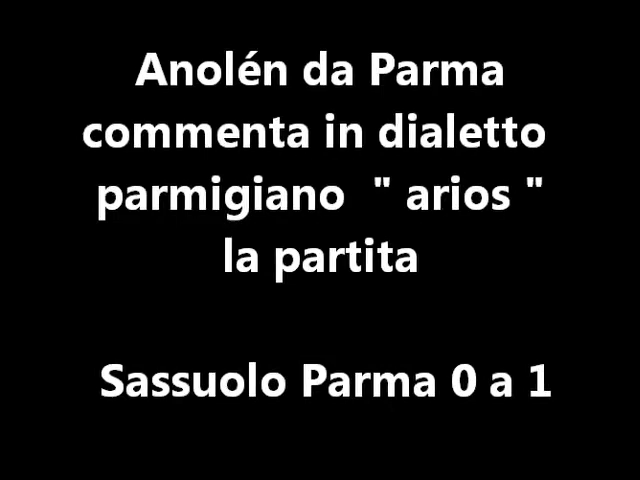 Anolén da Parma
commenta in dialetto
parmigiano " arios "
la partita
Sassuolo Parma 0 a 1